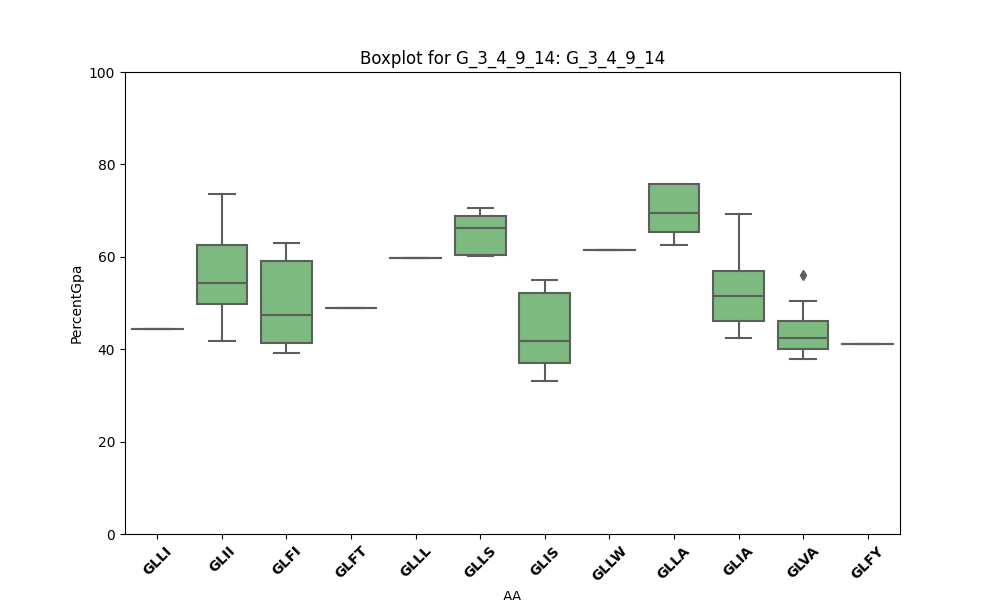 Boxplot for G_3_4_9_14: G_3_4_9_14
100
80
60
40
20
0
PercentGpa
GLLI
GLII
GLFI
GLFT
GLLL
GLLS
GLIS
GLLW
GLLA
GLIA
GLVA
GLFY
AA